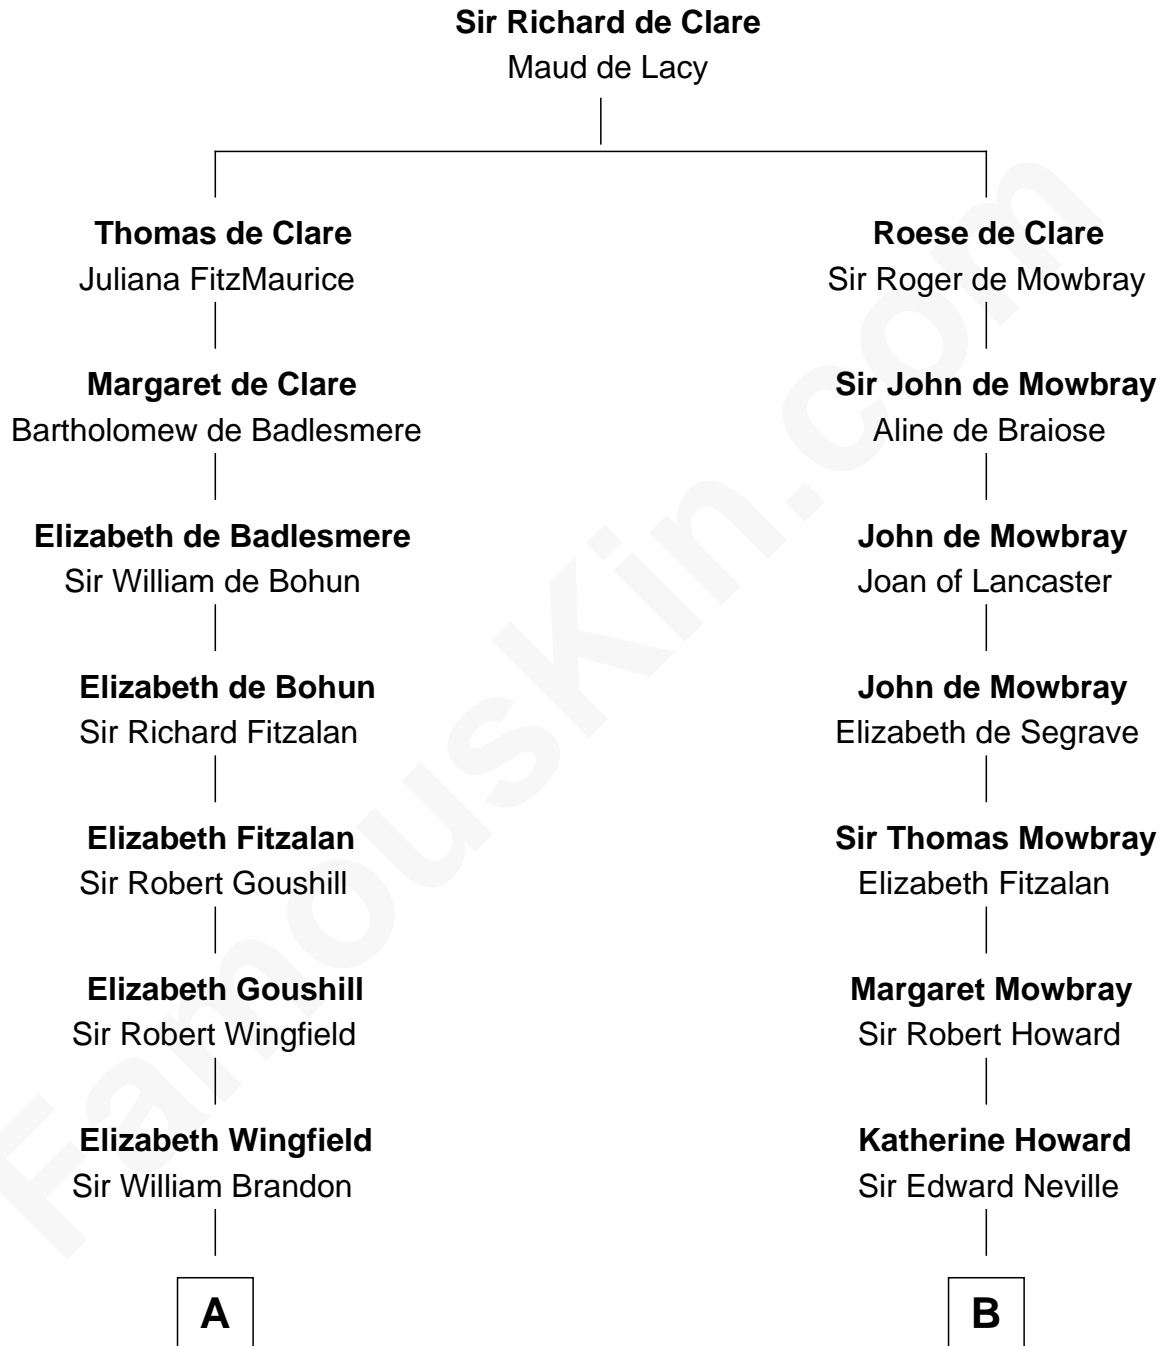 Sir Richard de Clare
Maud de Lacy
Thomas de Clare
Juliana FitzMaurice
Roese de Clare
Sir Roger de Mowbray
Margaret de Clare
Bartholomew de Badlesmere
Sir John de Mowbray
Aline de Braiose
Elizabeth de Badlesmere
Sir William de Bohun
John de Mowbray
Joan of Lancaster
Elizabeth de Bohun
Sir Richard Fitzalan
John de Mowbray
Elizabeth de Segrave
Elizabeth Fitzalan
Sir Robert Goushill
Sir Thomas Mowbray
Elizabeth Fitzalan
Elizabeth Goushill
Sir Robert Wingfield
Margaret Mowbray
Sir Robert Howard
Elizabeth Wingfield
Sir William Brandon
Katherine Howard
Sir Edward Neville
A
B
FamousKin.com